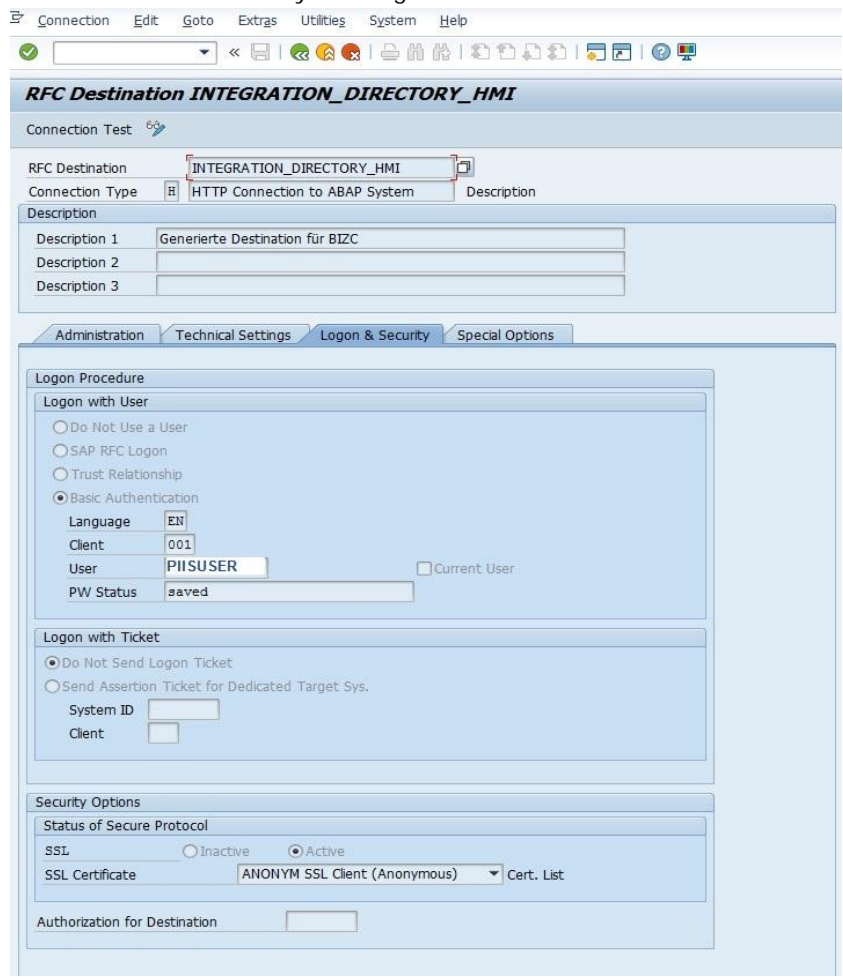 Connection Edit Goto Extras Utilities System Help
RFC Destination INTEGRATION_DIRECTORY_HMI
Connection Test
RFC Destination INTEGRATION_DIRECTORY_HMI
Connection Type H HTTP Connection to ABAP System Description
Description
Description 1 Generierte Destination für BIZC
Description 2
Description 3
Administration Technical Settings Logon & Security Special Options
Logon Procedure
Logon with User
Do Not Use a User
SAP RFC Logon
Trust Relationship
Basic Authentication
Language EN
Client 001
User PIISUSER Current User
PW Status saved
Logon with Ticket
Do Not Send Logon Ticket
Send Assertion Ticket for Dedicated Target Sys.
System ID
Client
Security Options
Status of Secure Protocol
SSL Inactive Active
SSL Certificate ANONYM SSL Client (Anonymous) Cert. List
Authorization for Destination